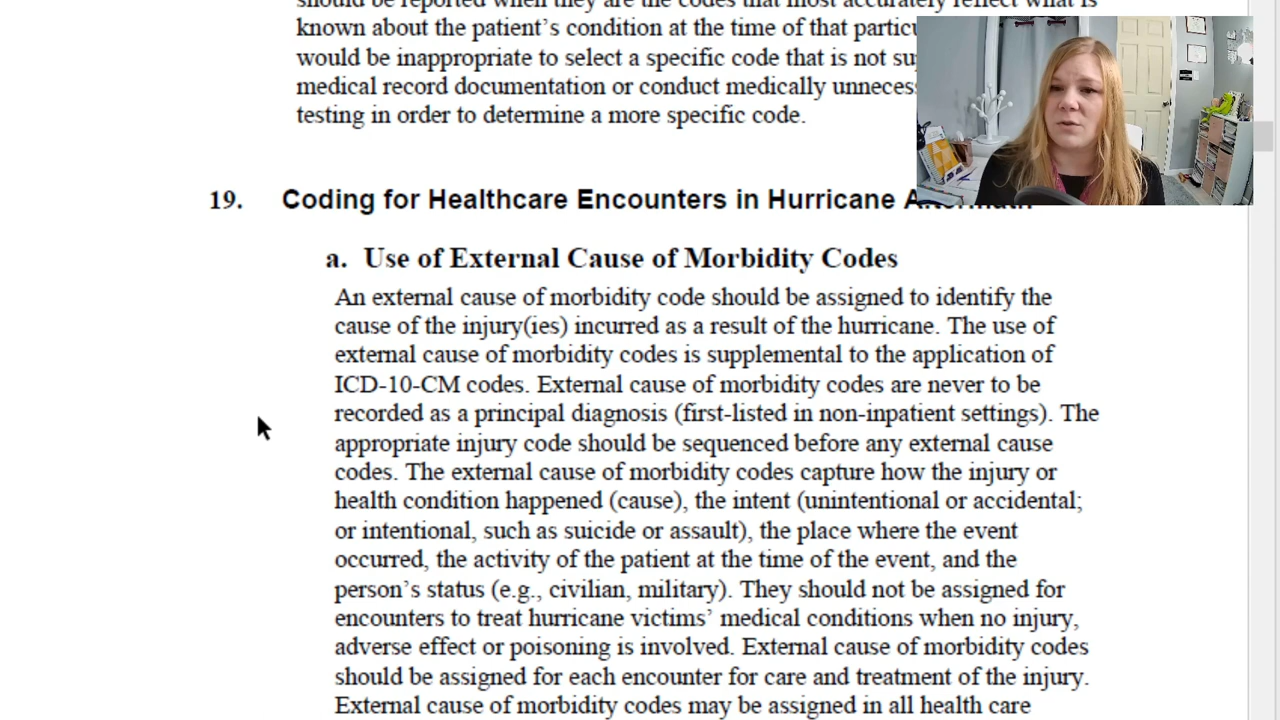 should be reported when they are the codes that most accurately reflect what is
known about the patient’s condition at the time of that
would be inappropriate to select a specific code that is not
medical record documentation or conduct medically
testing in order to determine a more specific code.
19. Coding for Healthcare Encounters in Hurricane
a. Use of External Cause of Morbidity Codes
An external cause of morbidity code should be assigned to identify the
cause of the injury(ies) incurred as a result of the hurricane. The use of
external cause of morbidity codes is supplemental to the application of
ICD-10-CM codes. External cause of morbidity codes are never to be
recorded as a principal diagnosis (first-listed in non-inpatient settings). The
appropriate injury code should be sequenced before any external cause
codes. The external cause of morbidity codes capture how the injury or
health condition happened (cause), the intent (unintentional or accidental;
or intentional, such as suicide or assault), the place where the event
occurred, the activity of the patient at the time of the event, and the
person’s status (e.g., civilian, military). They should not be assigned for
encounters to treat hurricane victims’ medical conditions when no injury,
adverse effect or poisoning is involved. External cause of morbidity codes
should be assigned for each encounter for care and treatment of the injury.
External cause of morbidity codes may be assigned in all health care